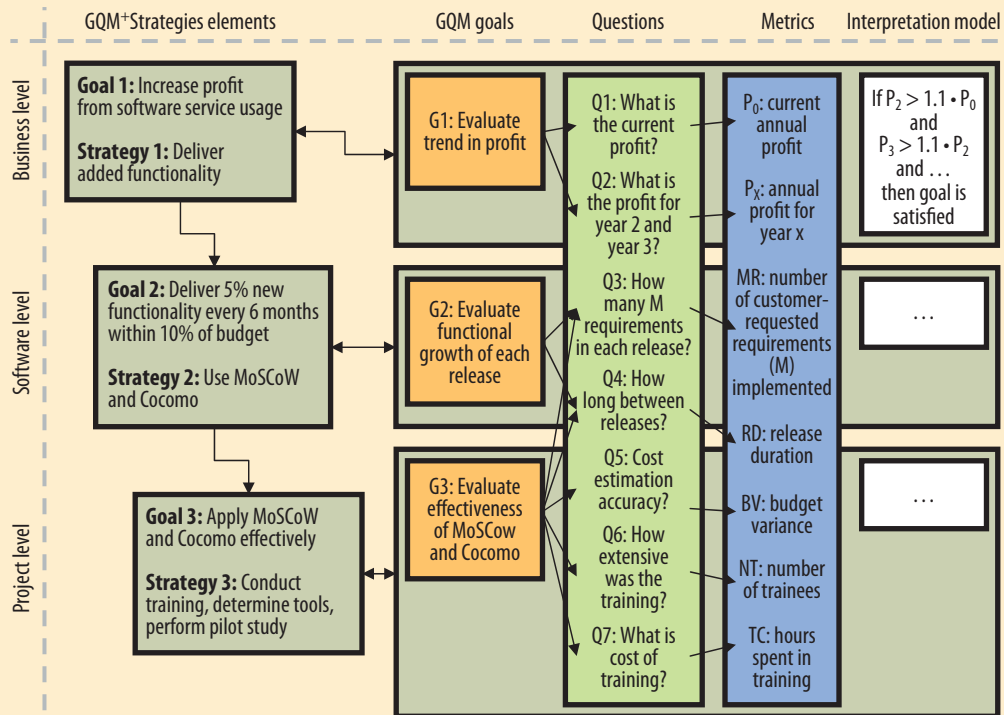 GQM+Strategies elements
GQM goals
Questions
Metrics
Interpretation model
Business level
Goal 1: Increase profit
from software service usage
Strategy 1: Deliver
added functionality
G1: Evaluate
trend in profit
Q1: What is
the current
profit?
Q2: What is
the profit for
year 2 and
year 3?
P0: current
annual
profit
PX: annual
profit for
year x
If P2 > 1.1 • P0
and
P3 > 1.1 • P2
and ...
then goal is
satisfied
Software level
Goal 2: Deliver 5% new
functionality every 6 months
within 10% of budget
Strategy 2: Use MoSCoW
and Cocomo
G2: Evaluate
functional
growth of each
release
Q3: How
many M
requirements
in each release?
Q4: How
long between
releases?
MR: number
of customer-
requested
requirements
(M)
implemented
RD: release
duration
...
Project level
Goal 3: Apply MoSCoW
and Cocomo effectively
Strategy 3: Conduct
training, determine tools,
perform pilot study
G3: Evaluate
effectiveness
of MoSCow
and Cocomo
Q5: Cost
estimation
accuracy?
Q6: How
extensive was
the training?
Q7: What is
cost of
training?
BV: budget
variance
NT: number
of trainees
TC: hours
spent in
training
...